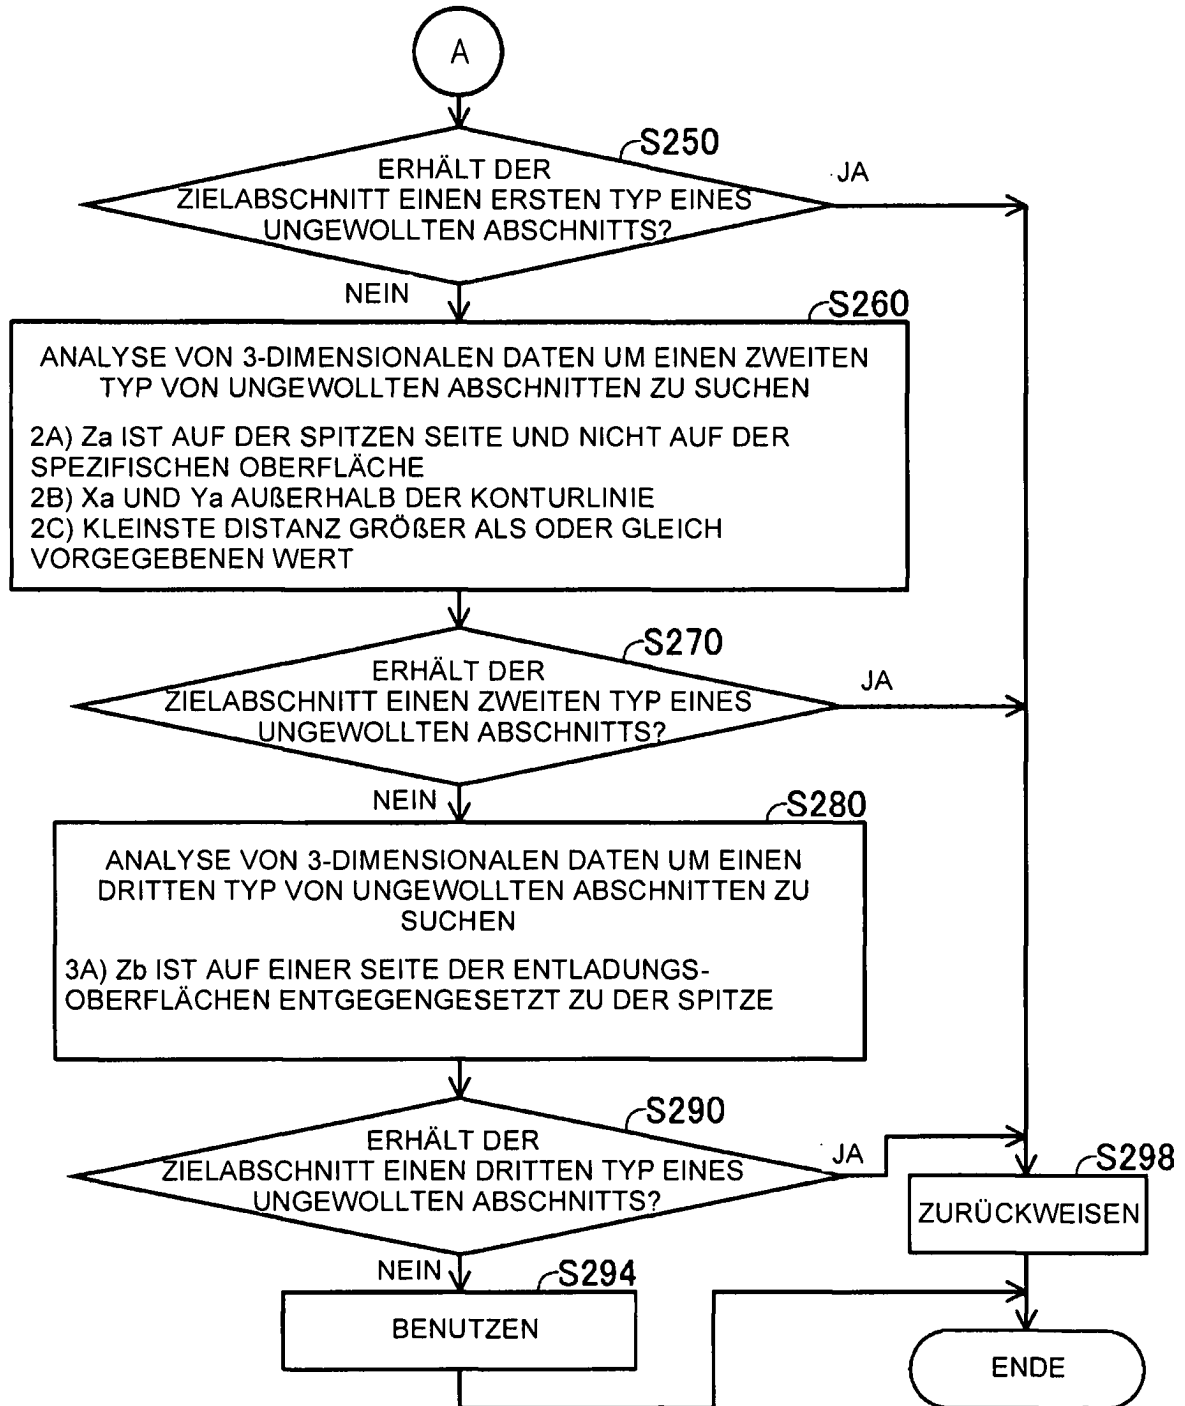 A
S250
ERHÄLT DER
ZIELABSCHNITT EINEN ERSTEN TYP EINES
UNGEWOLLTEN ABSCHNITTS?
JA
NEIN
S260
ANALYSE VON 3-DIMENSIONALEN DATEN UM EINEN ZWEITEN
TYP VON UNGEWOLLTEN ABSCHNITTEN ZU SUCHEN
2A) Za IST AUF DER SPITZEN SEITE UND NICHT AUF DER
SPEZIFISCHEN OBERFLÄCHE
2B) Xa UND Ya AUßERHALB DER KONTURLINIE
2C) KLEINSTE DISTANZ GRÖßER ALS ODER GLEICH
VORGEGEBENEN WERT
S270
ERHÄLT DER
ZIELABSCHNITT EINEN ZWEITEN TYP EINES
UNGEWOLLTEN ABSCHNITTS?
JA
NEIN
S280
ANALYSE VON 3-DIMENSIONALEN DATEN UM EINEN
DRITTEN TYP VON UNGEWOLLTEN ABSCHNITTEN ZU
SUCHEN
3A) Zb IST AUF EINER SEITE DER ENTLADUNGS-
OBERFLÄCHEN ENTGEGENGESETZT ZU DER SPITZE
S290
ERHÄLT DER
ZIELABSCHNITT EINEN DRITTEN TYP EINES
UNGEWOLLTEN ABSCHNITTS?
JA
S298
ZURÜCKWEISEN
NEIN
S294
BENUTZEN
ENDE